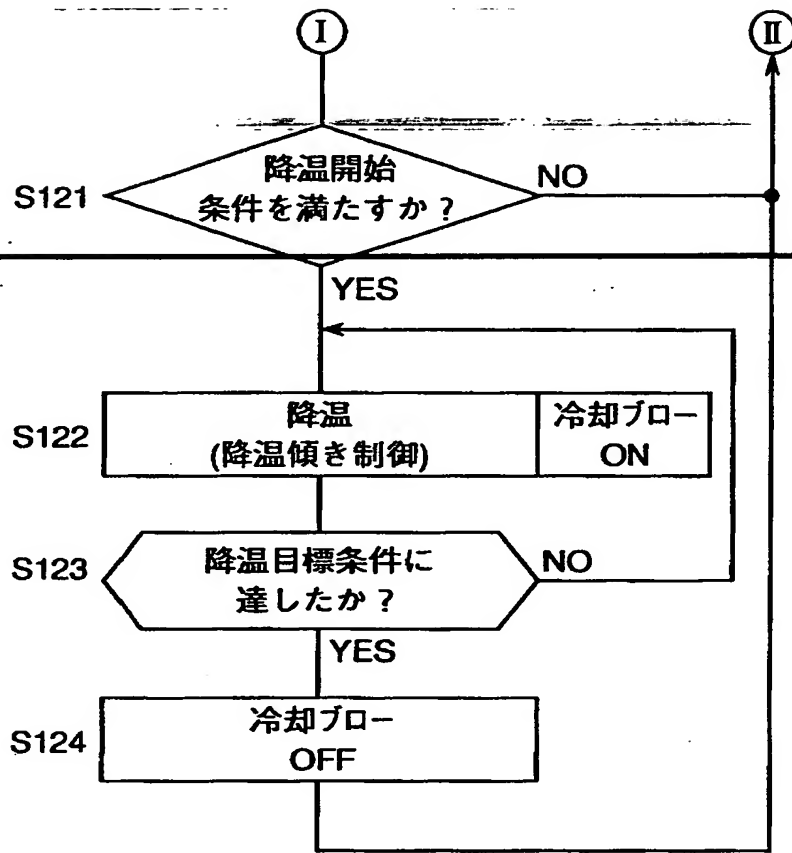 I
II
降温開始
条件を満たすか?
S121
NO
YES
S122
降温
(降温傾き制御)
冷却ブロー
ON
S123
降温目標条件に
達したか?
NO
YES
S124
冷却ブロー
OFF